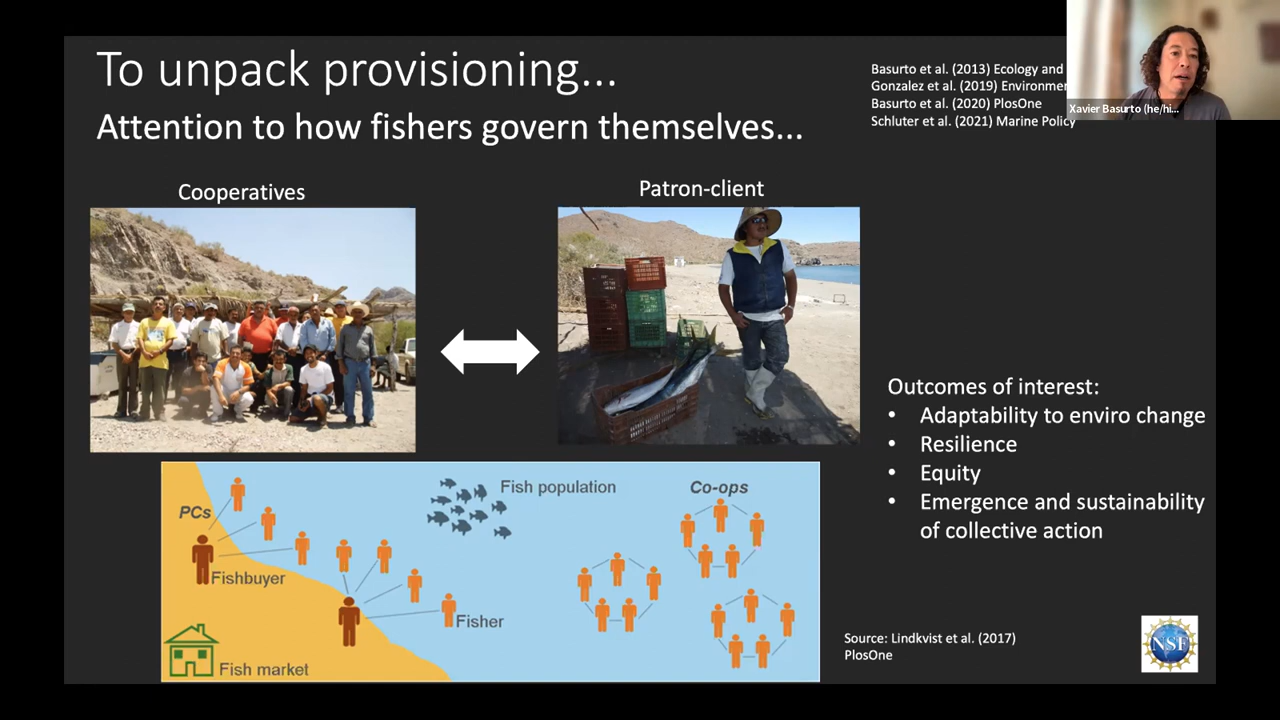 To unpack provisioning...
Attention to how fishers govern themselves...
Basurto et al. (2013) Ecology and
Gonzalez et al. (2019)
Basurto et al. (2020) PlosOne
Schluter et al. (2021) Marine Policy
Xavier Basurto (he/hi...
Cooperatives
Patron-client
Outcomes of interest:
• Adaptability to enviro change
• Resilience
• Equity
• Emergence and sustainability
of collective action
PCs
Fishbuyer
Fish market
Fisher
Fish population
Co-ops
Source: Lindkvist et al. (2017)
PlosOne
NSF